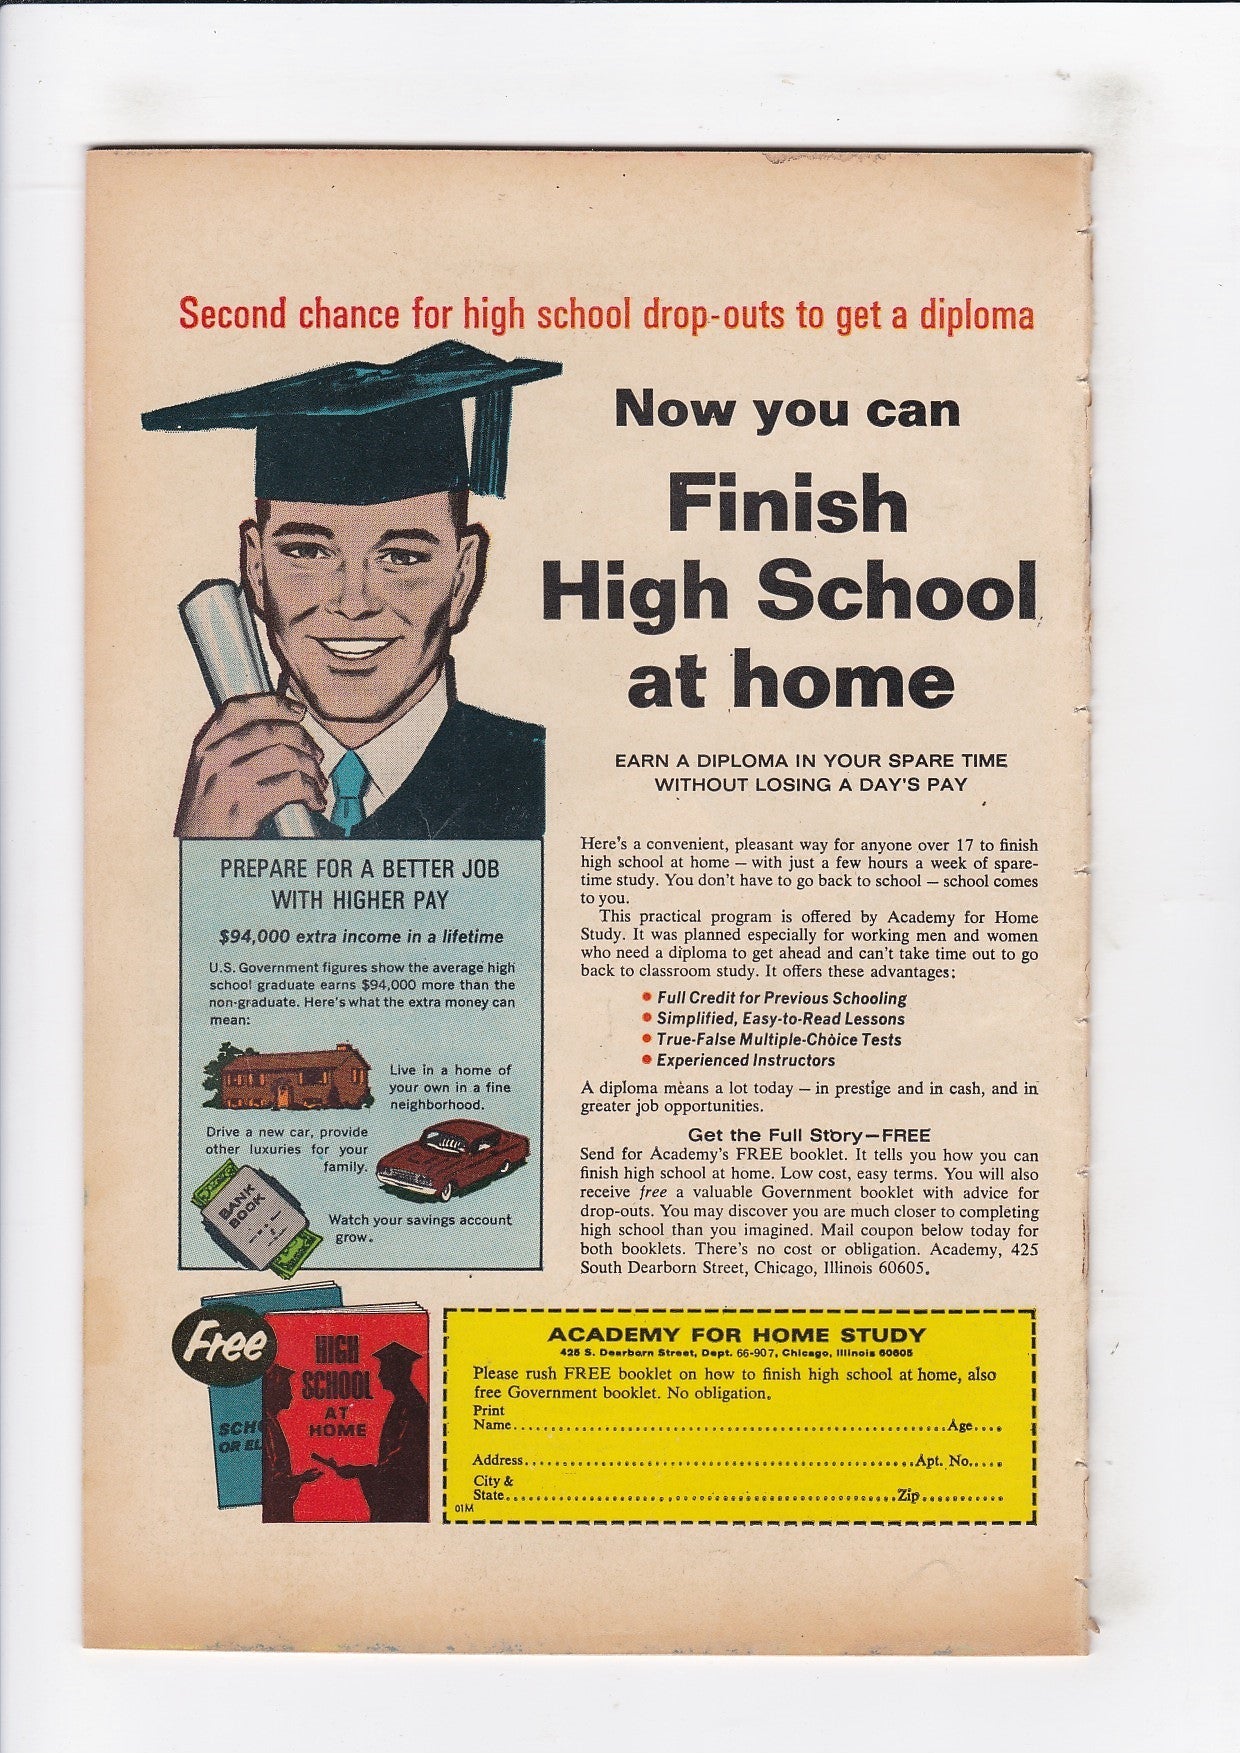 Second chance for high school drop-outs to get a diploma
Now you can
Finish
High School
at home
EARN A DIPLOMA IN YOUR SPARE TIME
WITHOUT LOSING A DAY'S PAY
Here's a convenient, pleasant way for anyone over 17 to finish
high school at home — with just a few hours a week of spare-
time study. You don't have to go back to school — school comes
to you.
This practical program is offered by Academy for Home
Study. It was planned especially for working men and women
who need a diploma to get ahead and can't take time out to go
back to classroom study. It offers these advantages:
• Full Credit for Previous Schooling
• Simplified, Easy-to-Read Lessons
• True-False Multiple-Choice Tests
• Experienced Instructors
A diploma means a lot today — in prestige and in cash, and in
greater job opportunities.
Get the Full Story—FREE
Send for Academy's FREE booklet. It tells you how you can
finish high school at home. Low cost, easy terms. You will also
receive free a valuable Government booklet with advice for
drop-outs. You may discover you are much closer to completing
high school than you imagined. Mail coupon below today for
both booklets. There's no cost or obligation. Academy, 425
South Dearborn Street, Chicago, Illinois 60605.
PREPARE FOR A BETTER JOB
WITH HIGHER PAY
$94,000 extra income in a lifetime
U.S. Government figures show the average high
school graduate earns $94,000 more than the
non-graduate. Here's what the extra money can
mean:
Live in a home of
your own in a fine
neighborhood.
Drive a new car, provide
other luxuries for your
family.
BANK
BOOK
Watch your savings account
grow.
Free
SCHO
OR EL
HIGH
SCHOOL
AT
HOME
ACADEMY FOR HOME STUDY
425 S. Dearborn Street, Dept. 66-907, Chicago, Illinois 60605
Please rush FREE booklet on how to finish high school at home, also
free Government booklet. No obligation.
Print
Name Age
Address Apt. No.
City &
State Zip
01M